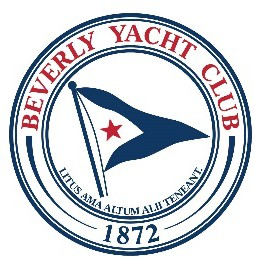 BEVERLY YACHT CLUB
LITUS AMA ALTUM ALII TENEANT.
1872